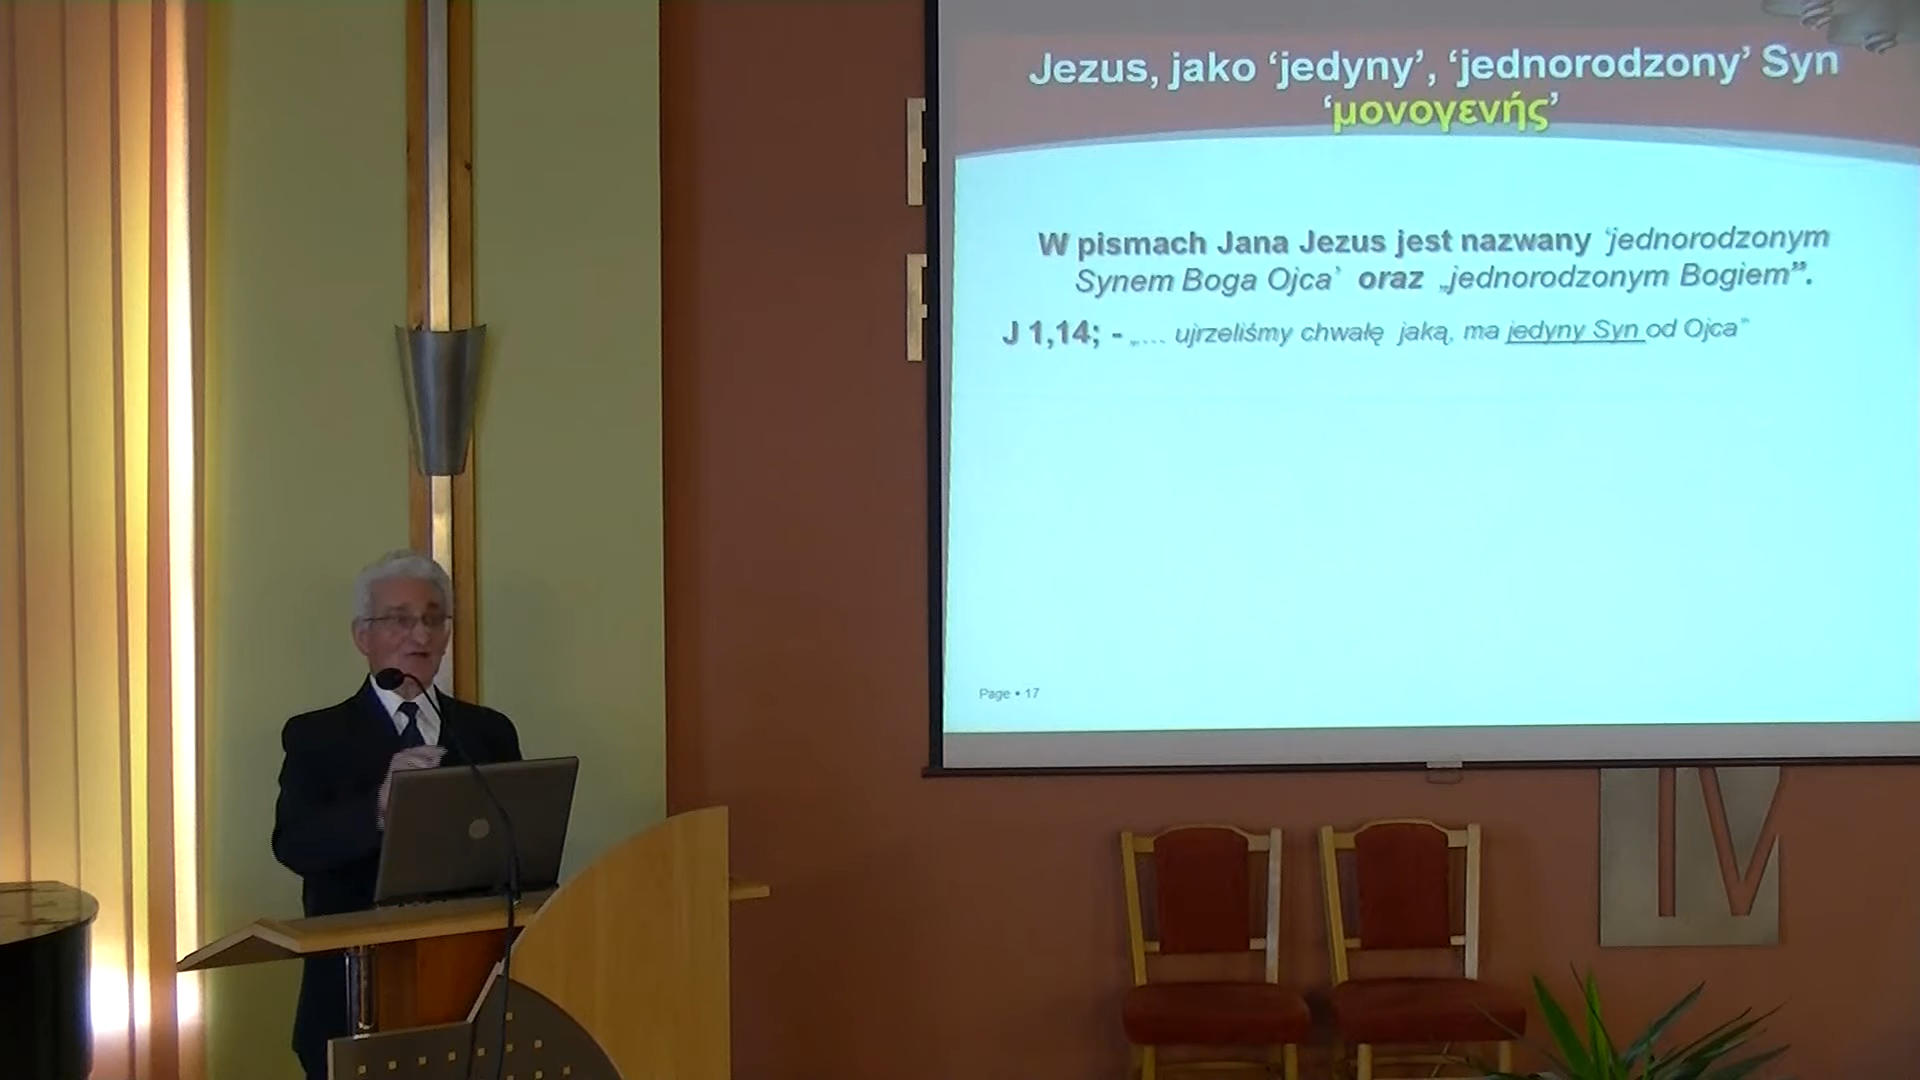 Jezus, jako ‘jedyny’, ‘jednorodzony’ Syn
‘μονογενής’
W pismach Jana Jezus jest nazwany ‘jednorodzonym
Synem Boga Ojca’ oraz „jednorodzonym Bogiem”.
J 1,14; - „... ujrzeliśmy chwałę jaką, ma jedyny Syn od Ojca”
Page • 17
IV